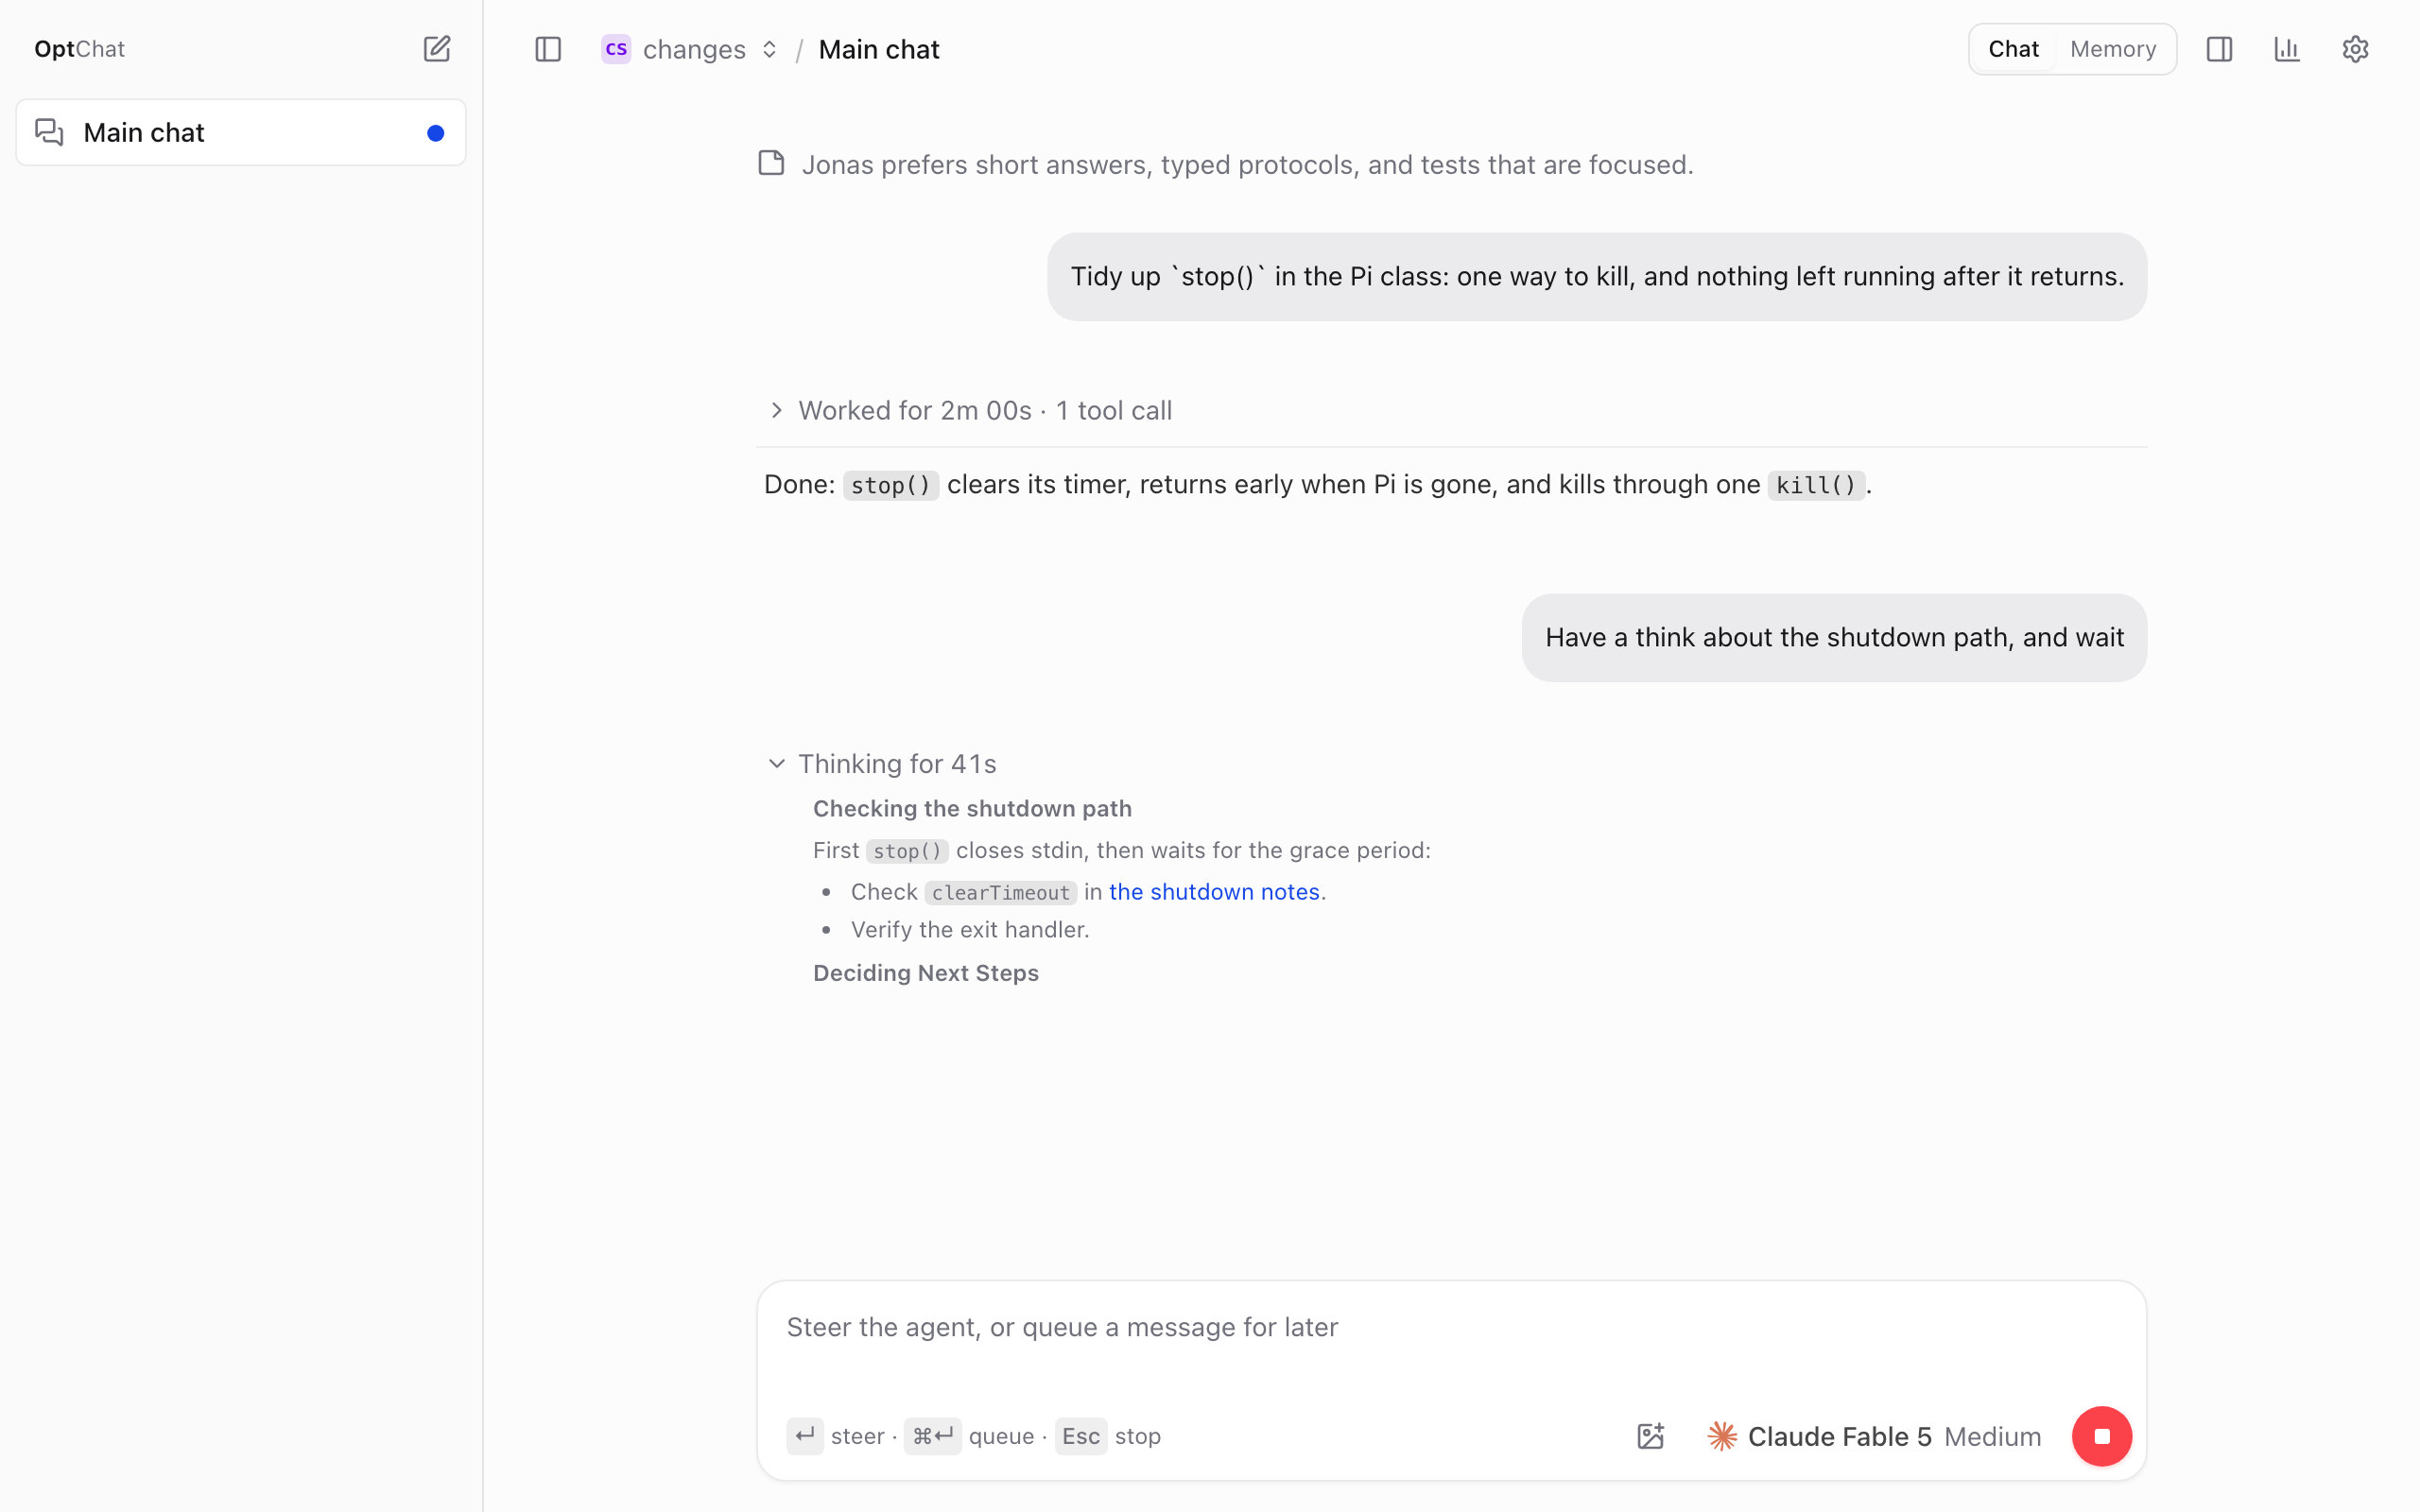 OptChat
Main chat
CS changes / Main chat
Chat Memory
Jonas prefers short answers, typed protocols, and tests that are focused.
Tidy up `stop()` in the Pi class: one way to kill, and nothing left running after it returns.
Worked for 2m 00s · 1 tool call
Done: stop() clears its timer, returns early when Pi is gone, and kills through one kill().
Have a think about the shutdown path, and wait
Thinking for 41s
Checking the shutdown path
First stop() closes stdin, then waits for the grace period:
• Check clearTimeout in the shutdown notes.
• Verify the exit handler.
Deciding Next Steps
Steer the agent, or queue a message for later
↵ steer · ⌘↵ queue · Esc stop
Claude Fable 5 Medium